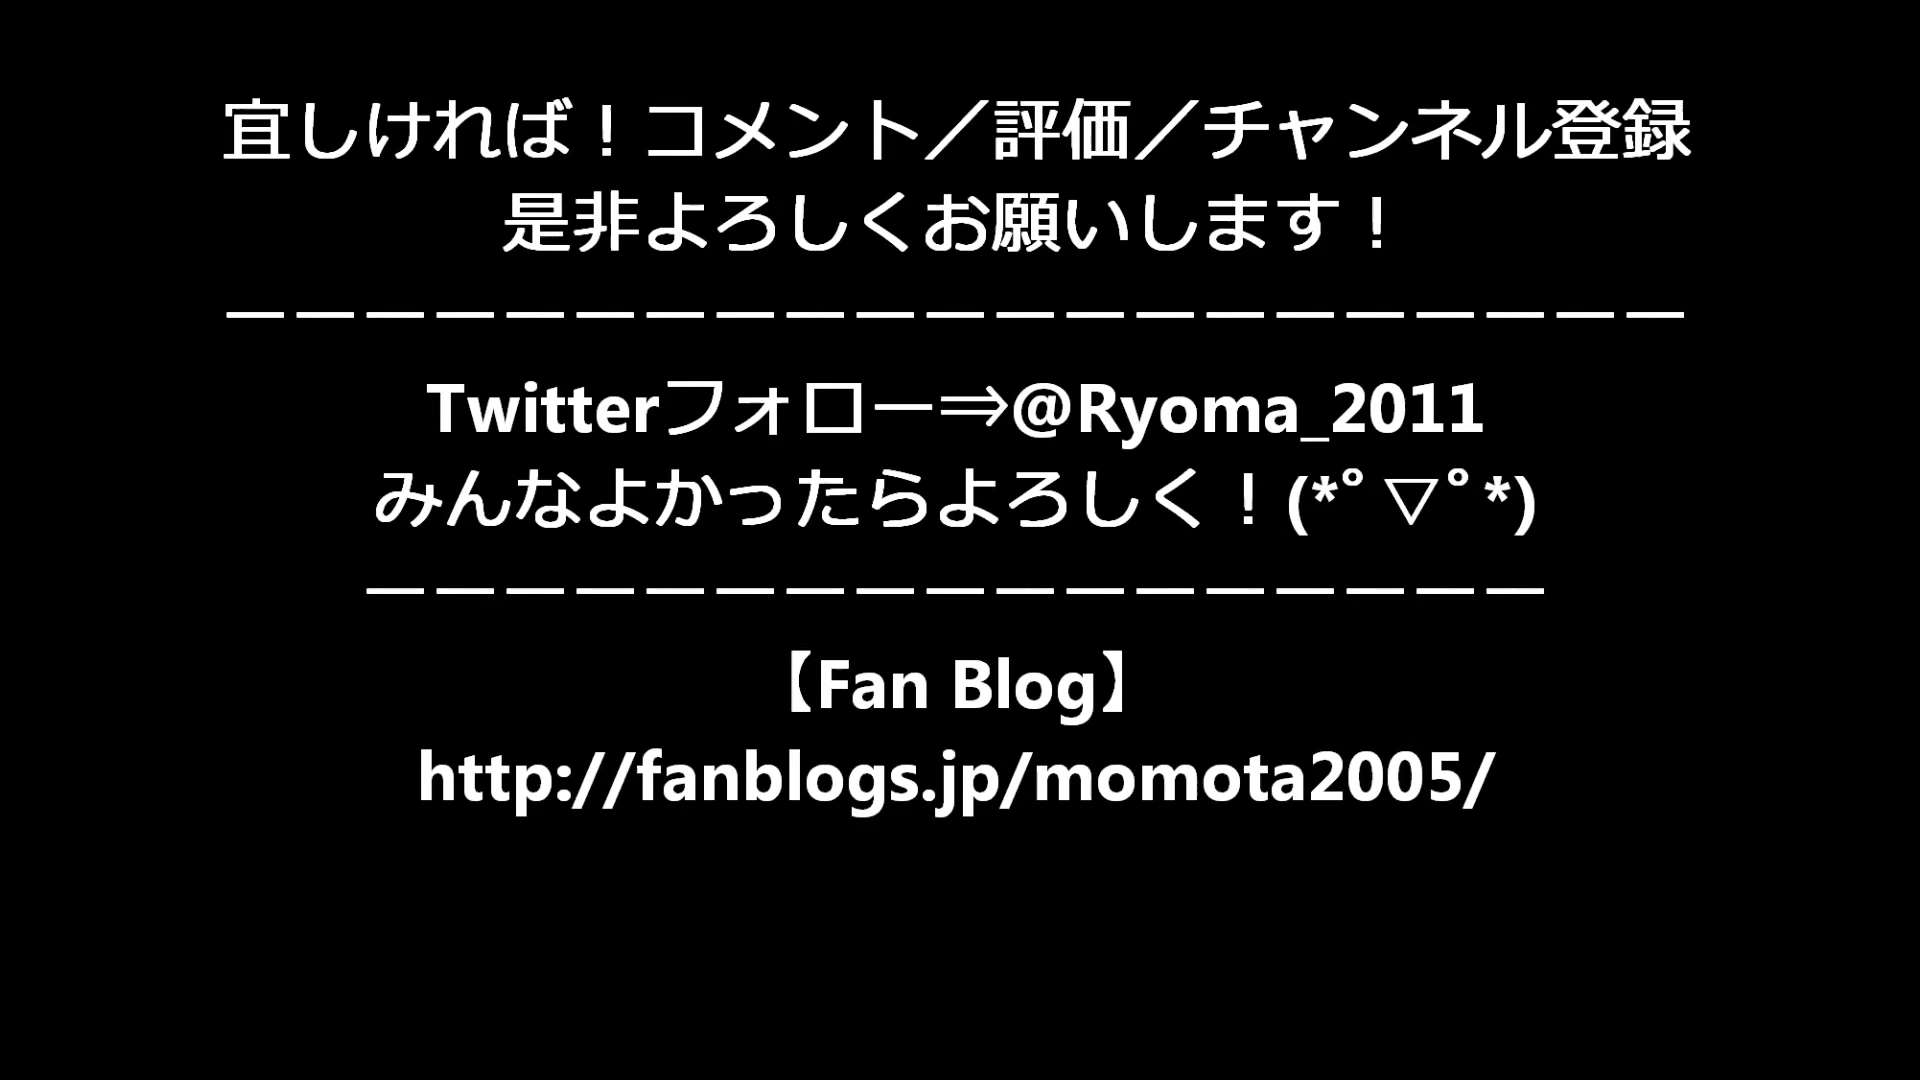 宜しければ！コメント／評価／チャンネル登録
是非よろしくお願いします！
ーーーーーーーーーーーーーーーーーーーーー
Twitterフォロー⇒@Ryoma_2011
みんなよかったらよろしく！(*ﾟ▽ﾟ*)
ーーーーーーーーーーーーーーーーー
【Fan Blog】
http://fanblogs.jp/momota2005/